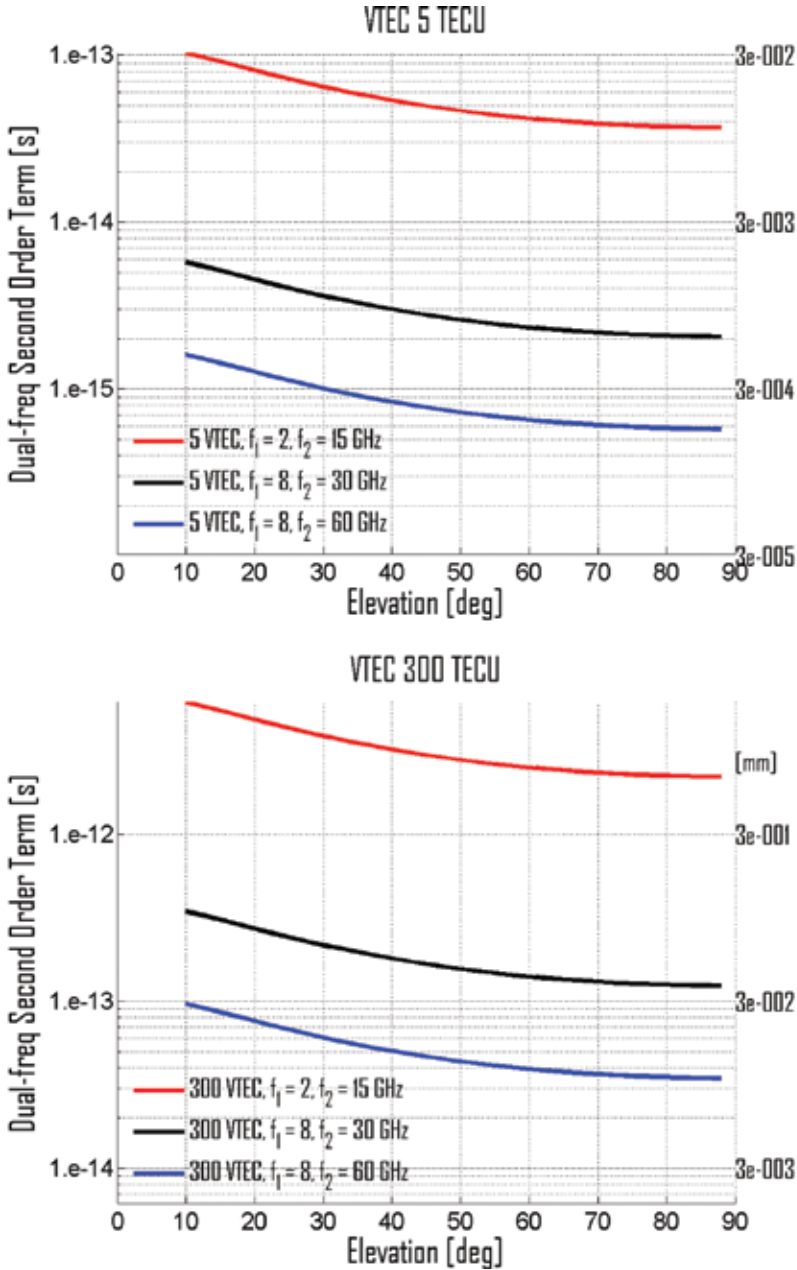 VTEC 5 TECU
Dual-freq Second Order Term [s]
1.e-13
1.e-14
1.e-15
3e-002
3e-003
3e-004
3e-005
5 VTEC, f1 = 2, f2 = 15 GHz
5 VTEC, f1 = 8, f2 = 30 GHz
5 VTEC, f1 = 8, f2 = 60 GHz
0 10 20 30 40 50 60 70 80 90
Elevation [deg]
VTEC 300 TECU
Dual-freq Second Order Term [s]
1.e-12
1.e-13
1.e-14
[mm]
3e-001
3e-002
3e-003
300 VTEC, f1 = 2, f2 = 15 GHz
300 VTEC, f1 = 8, f2 = 30 GHz
300 VTEC, f1 = 8, f2 = 60 GHz
0 10 20 30 40 50 60 70 80 90
Elevation [deg]